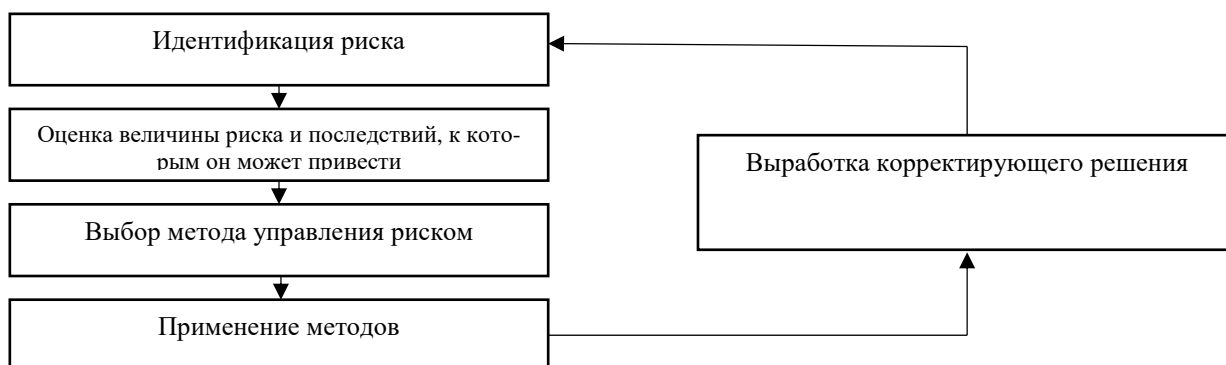 Идентификация риска
Оценка величины риска и последствий, к кото-
рым он может привести
Выбор метода управления риском
Применение методов
Выработка корректирующего решения